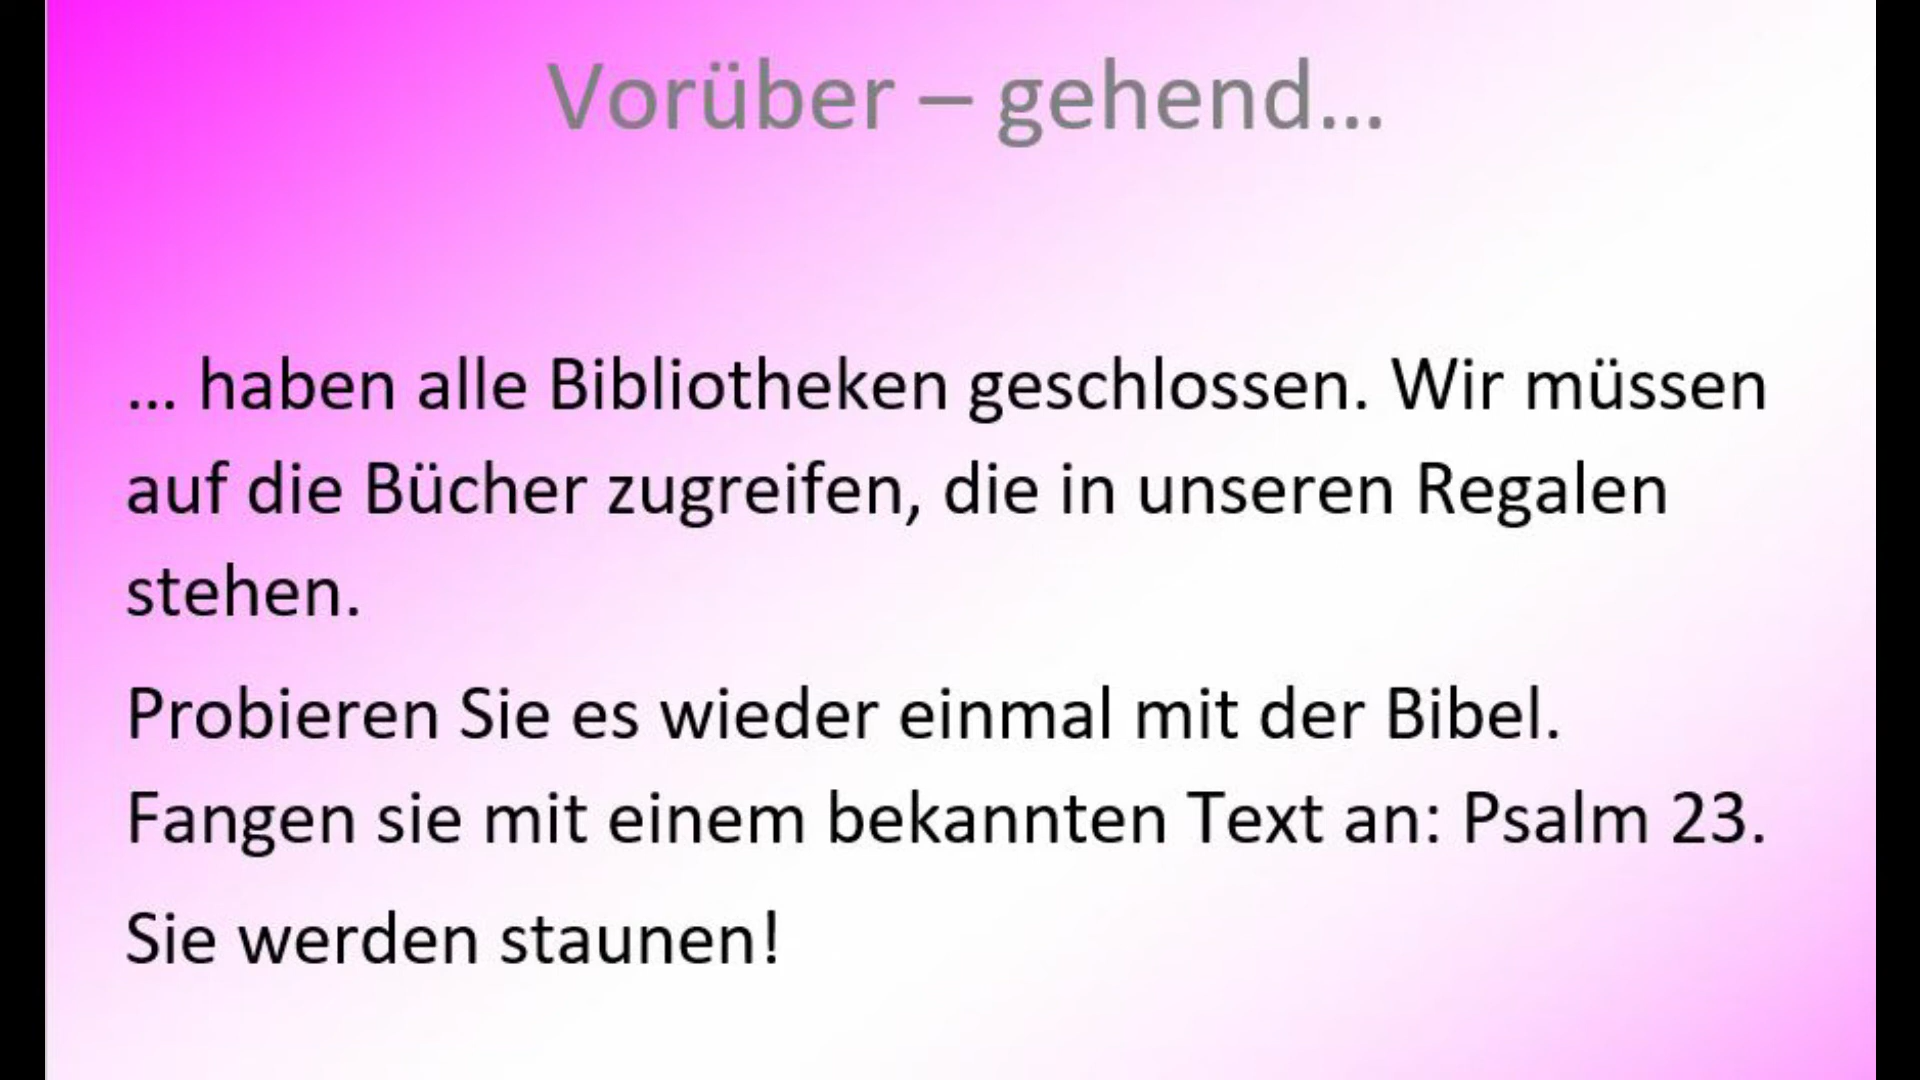 Vorüber – gehend...
... haben alle Bibliotheken geschlossen. Wir müssen
auf die Bücher zugreifen, die in unseren Regalen
stehen.
Probieren Sie es wieder einmal mit der Bibel.
Fangen sie mit einem bekannten Text an: Psalm 23.
Sie werden staunen!